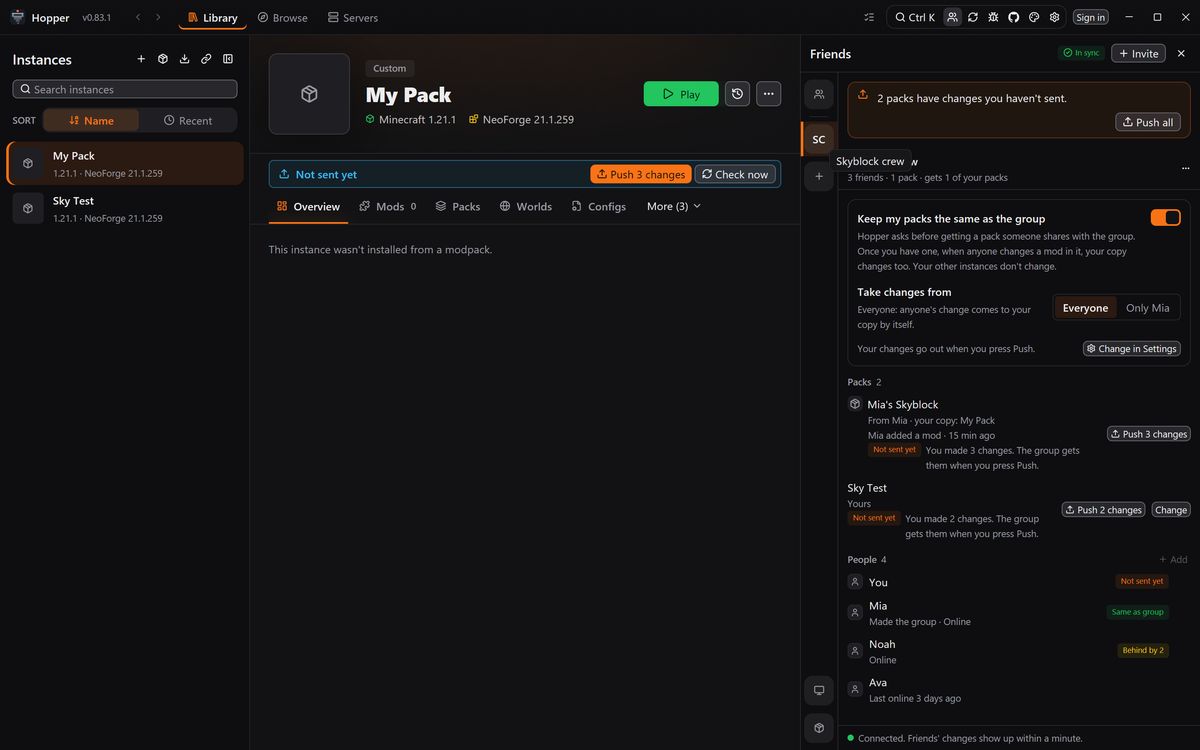 Hopper v0.83.1
Library
Browse
Servers
Ctrl K
Sign in
Instances
Search instances
SORT
Name
Recent
My Pack
1.21.1 · NeoForge 21.1.259
Sky Test
1.21.1 · NeoForge 21.1.259
Custom
My Pack
Minecraft 1.21.1
NeoForge 21.1.259
Play
Not sent yet
Push 3 changes
Check now
Overview
Mods 0
Packs
Worlds
Configs
More (3)
This instance wasn't installed from a modpack.
Friends
In sync
Invite
2 packs have changes you haven't sent.
Push all
SC
Skyblock crew
3 friends · 1 pack · gets 1 of your packs
Keep my packs the same as the group
Hopper asks before getting a pack someone shares with the group.
Once you have one, when anyone changes a mod in it, your copy
changes too. Your other instances don't change.
Take changes from
Everyone: anyone's change comes to your
copy by itself.
Everyone
Only Mia
Your changes go out when you press Push.
Change in Settings
Packs 2
Mia's Skyblock
From Mia · your copy: My Pack
Mia added a mod · 15 min ago
Not sent yet
You made 3 changes. The group gets
them when you press Push.
Push 3 changes
Sky Test
Yours
Not sent yet
You made 2 changes. The group
gets them when you press Push.
Push 2 changes
Change
People 4
+ Add
You
Not sent yet
Mia
Made the group · Online
Same as group
Noah
Online
Behind by 2
Ava
Last online 3 days ago
Connected. Friends' changes show up within a minute.